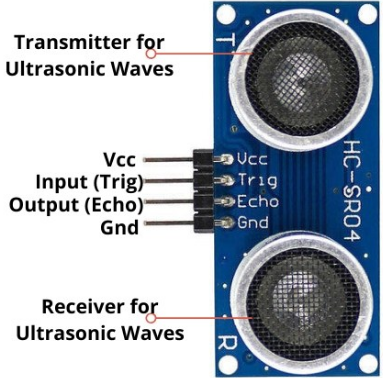 Transmitter for
Ultrasonic Waves
T
Vcc
Input (Trig)
Output (Echo)
Gnd
Vcc
Trig
Echo
Gnd
HC-SR04
Receiver for
Ultrasonic Waves
R